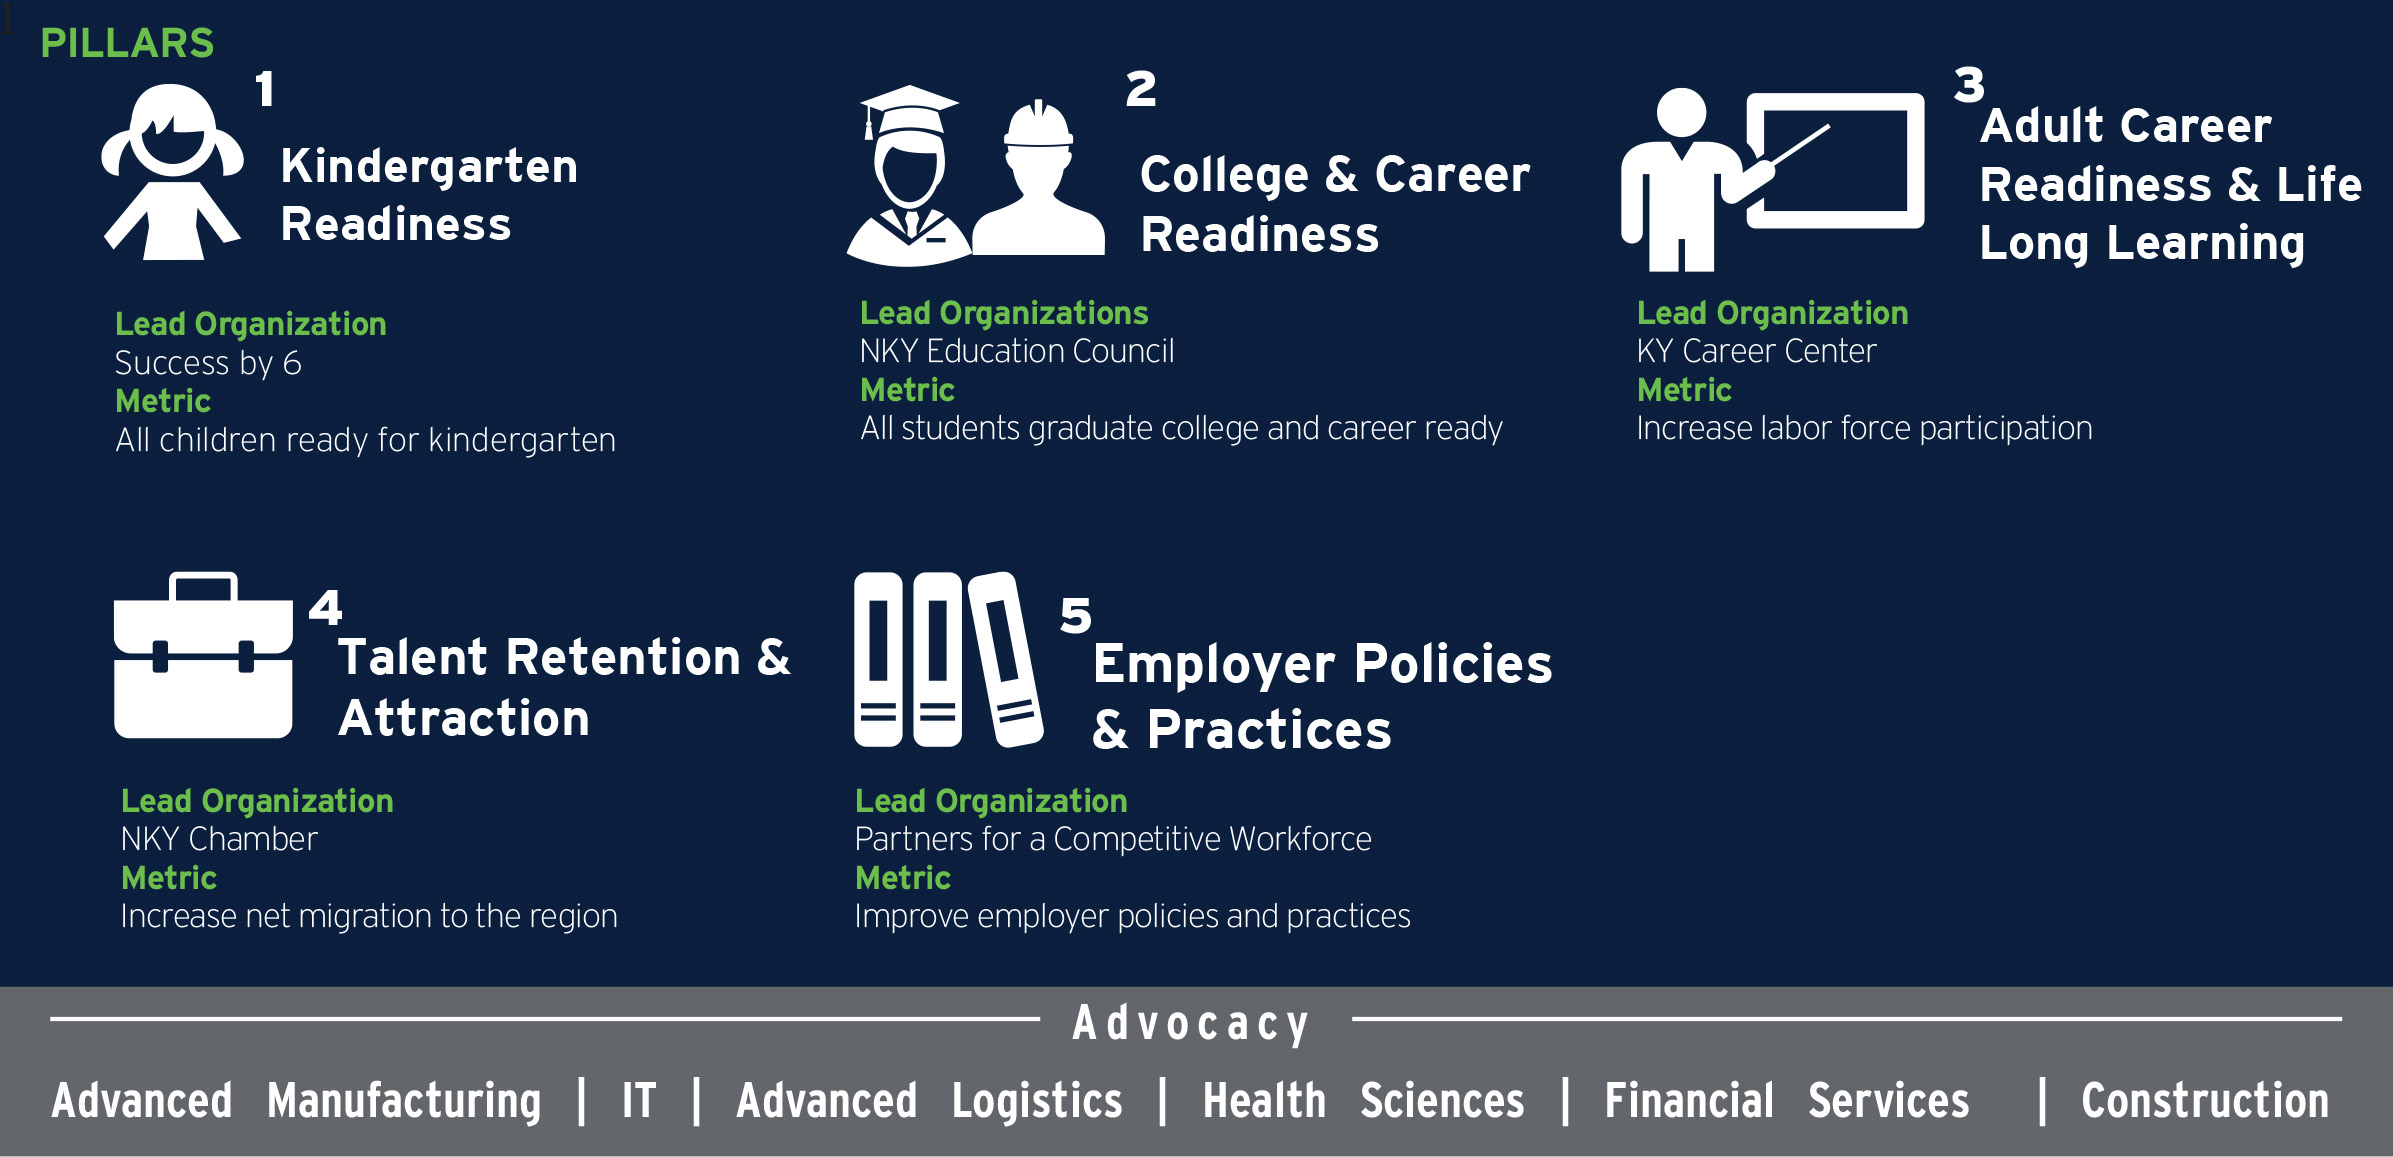 1
PILLARS
1
Kindergarten
Readiness
Lead Organization
Success by 6
Metric
All children ready for kindergarten
2
College & Career
Readiness
Lead Organizations
NKY Education Council
Metric
All students graduate college and career ready
3
Adult Career
Readiness & Life
Long Learning
Lead Organization
KY Career Center
Metric
Increase labor force participation
4
Talent Retention &
Attraction
Lead Organization
NKY Chamber
Metric
Increase net migration to the region
5
Employer Policies
& Practices
Lead Organization
Partners for a Competitive Workforce
Metric
Improve employer policies and practices
Advocacy
Advanced Manufacturing | IT | Advanced Logistics | Health Sciences | Financial Services | Construction